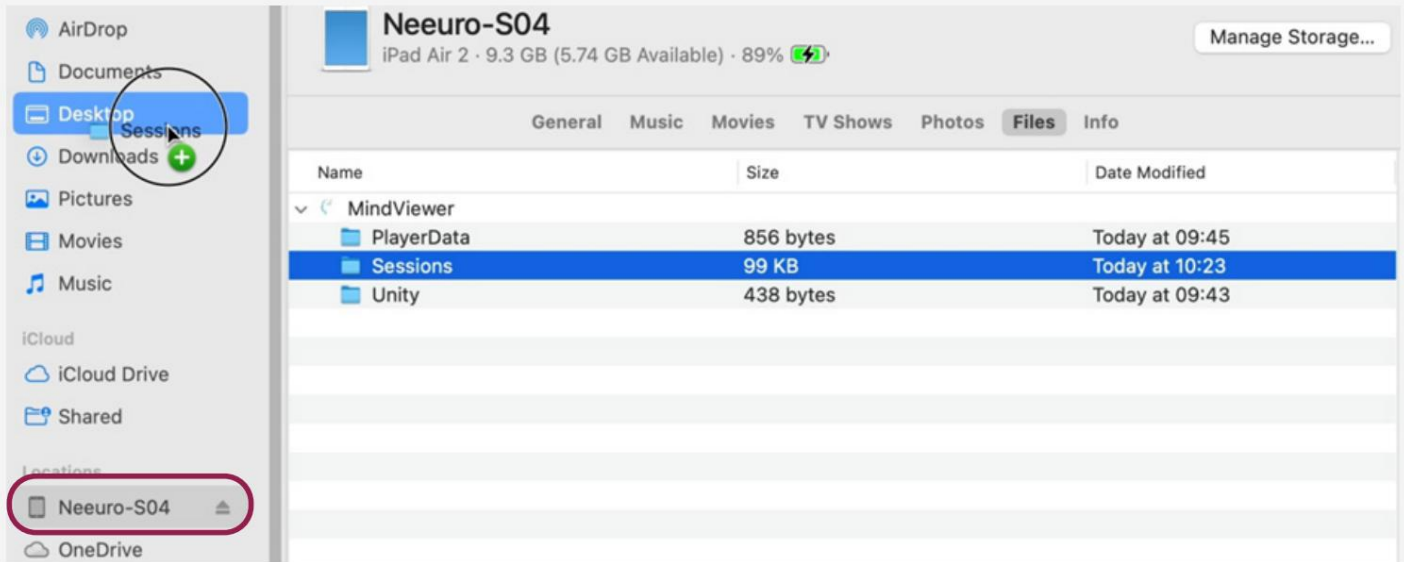 AirDrop
Documents
Desktop
Sessions
Downloads
Pictures
Movies
Music
iCloud
iCloud Drive
Shared
Locations
Neeuro-S04
OneDrive
Neeuro-S04
iPad Air 2 · 9.3 GB (5.74 GB Available) · 89%
Manage Storage...
General Music Movies TV Shows Photos Files Info
Name Size Date Modified
MindViewer
PlayerData 856 bytes Today at 09:45
Sessions 99 KB Today at 10:23
Unity 438 bytes Today at 09:43